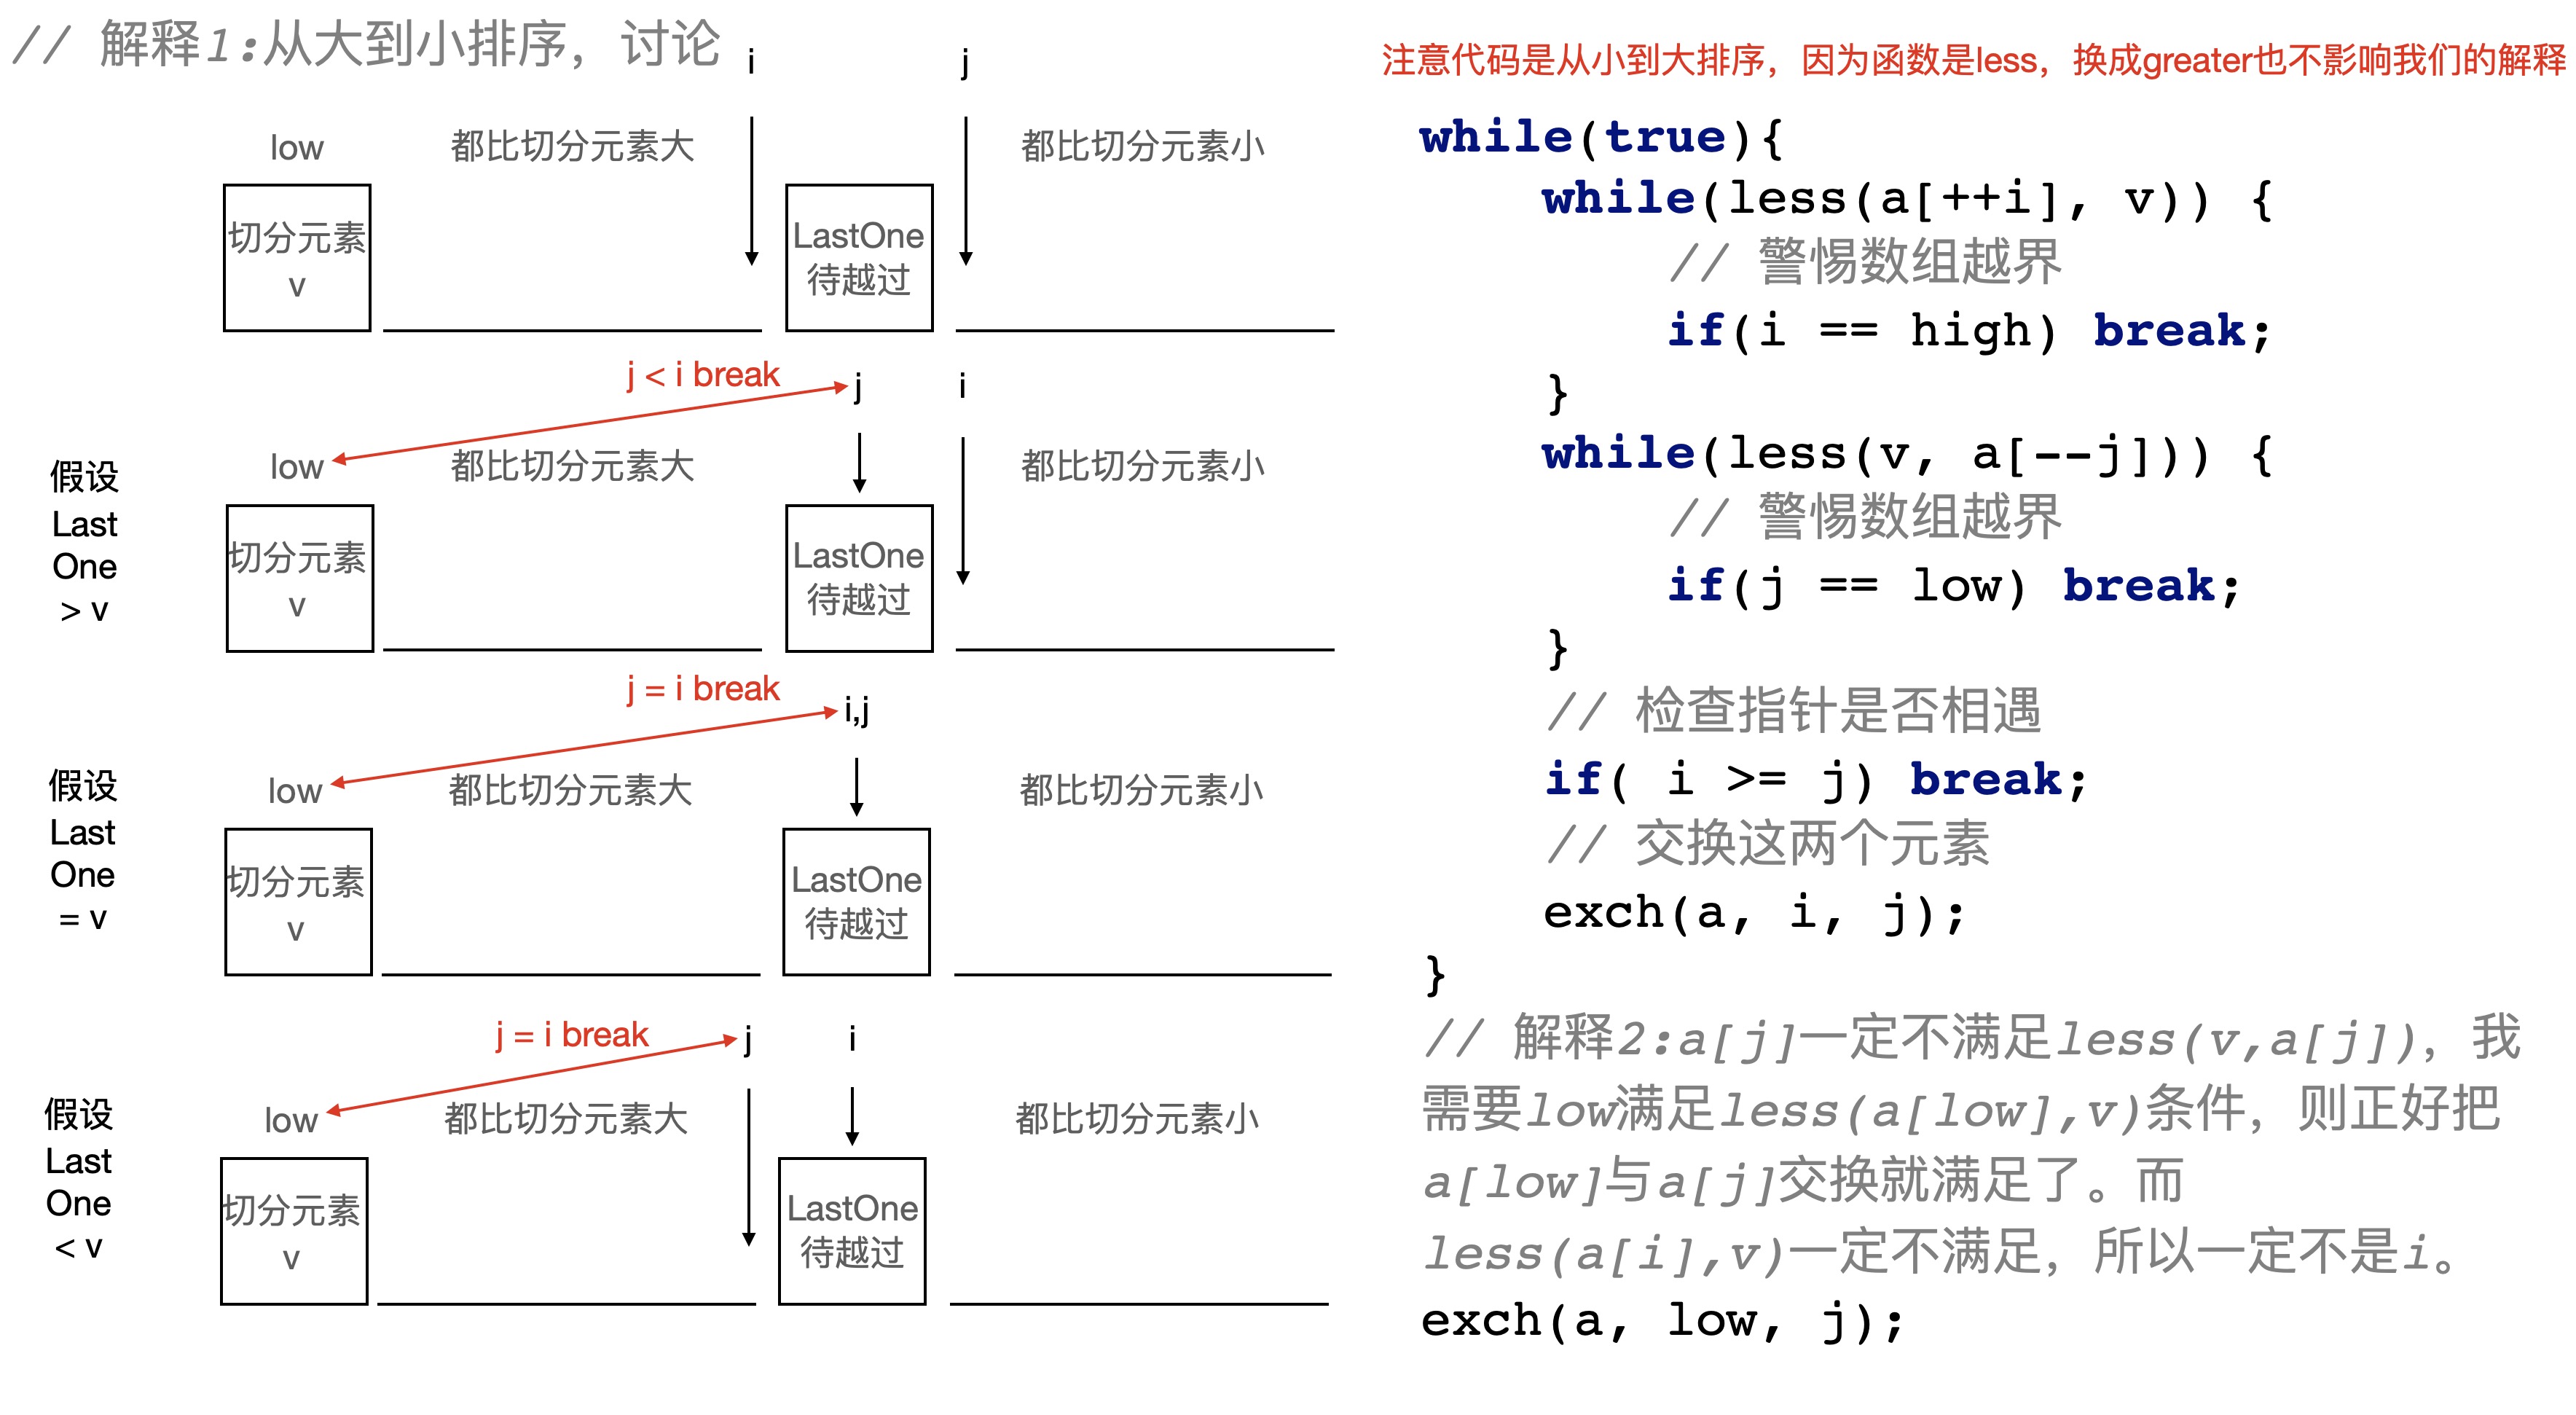 // 解释1:从大到小排序，讨论
i
j
low
都比切分元素大
都比切分元素小
切分元素
v
LastOne
待越过
j < i break
j
i
假设
Last
One
> v
low
都比切分元素大
都比切分元素小
切分元素
v
LastOne
待越过
j = i break
i,j
假设
Last
One
= v
low
都比切分元素大
都比切分元素小
切分元素
v
LastOne
待越过
j = i break
j
i
假设
Last
One
< v
low
都比切分元素大
都比切分元素小
切分元素
v
LastOne
待越过
注意代码是从小到大排序，因为函数是less，换成greater也不影响我们的解释
while(true){
while(less(a[++i], v)) {
// 警惕数组越界
if(i == high) break;
}
while(less(v, a[--j])) {
// 警惕数组越界
if(j == low) break;
}
// 检查指针是否相遇
if( i >= j) break;
// 交换这两个元素
exch(a, i, j);
}
// 解释2:a[j]一定不满足less(v,a[j])，我
需要low满足less(a[low],v)条件，则正好把
a[low]与a[j]交换就满足了。而
less(a[i],v)一定不满足，所以一定不是i。
exch(a, low, j);